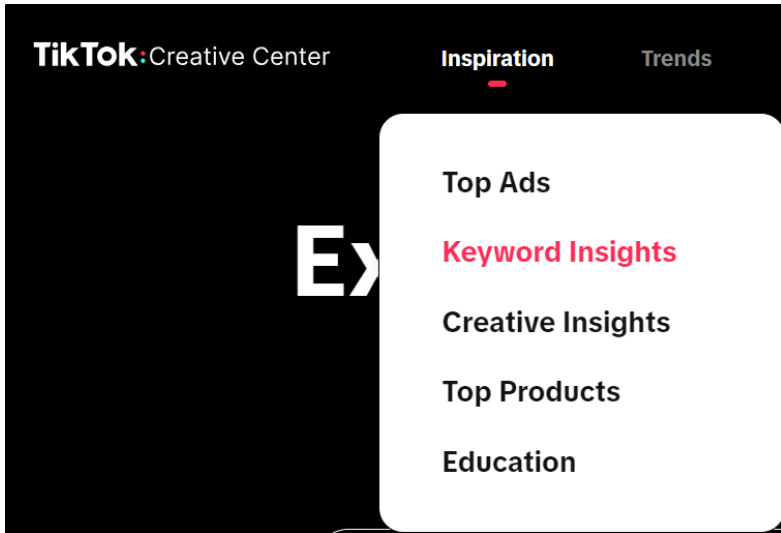 TikTok: Creative Center
Inspiration
Trends
Top Ads
Keyword Insights
Creative Insights
Top Products
Education